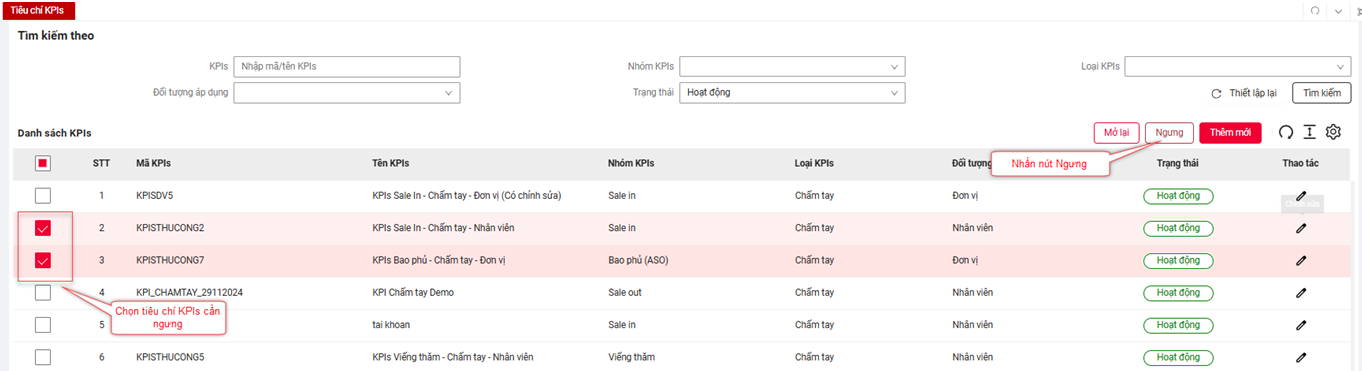 Tiêu chí KPIs
Tìm kiếm theo
KPIs Nhập mã/tên KPIs Nhóm KPIs Loại KPIs
Đối tượng áp dụng Trạng thái Hoạt động Thiết lập lại Tìm kiếm
Danh sách KPIs Mở lại Ngưng Thêm mới
STT Mã KPIs Tên KPIs Nhóm KPIs Loại KPIs Đối tượng Trạng thái Thao tác
Nhấn nút Ngưng
1 KPISDV5 KPIs Sale In - Chấm tay - Đơn vị (Có chỉnh sửa) Sale in Chấm tay Đơn vị Hoạt động
Chỉnh sửa
2 KPISTHUCONG2 KPIs Sale In - Chấm tay - Nhân viên Sale in Chấm tay Nhân viên Hoạt động
3 KPISTHUCONG7 KPIs Bao phủ - Chấm tay - Đơn vị Bao phủ (ASO) Chấm tay Đơn vị Hoạt động
4 KPI_CHAMTAY_29112024 KPI Chấm tay Demo Sale out Chấm tay Nhân viên Hoạt động
Chọn tiêu chí KPIs cần
ngưng
5 tai khoan Sale in Chấm tay Nhân viên Hoạt động
6 KPISTHUCONG5 KPIs Viếng thăm - Chấm tay - Nhân viên Viếng thăm Chấm tay Nhân viên Hoạt động